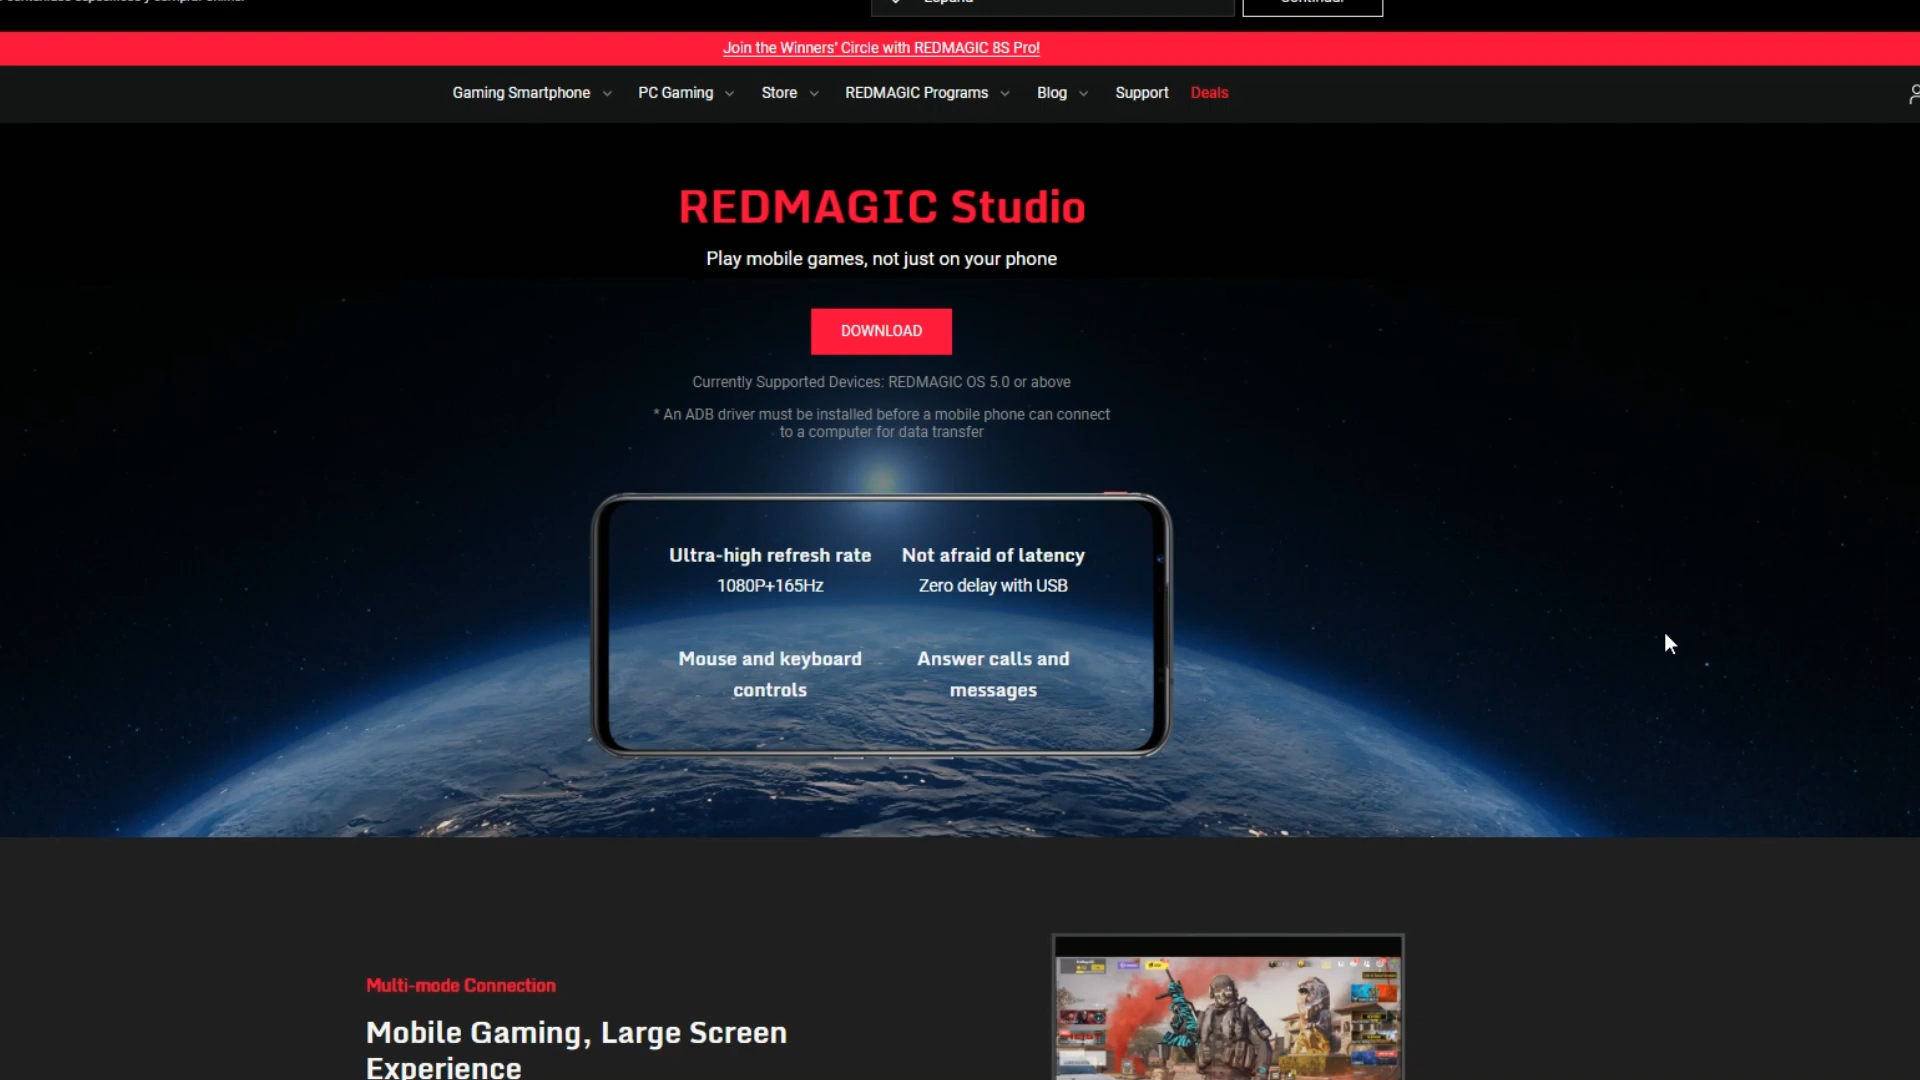 España
Continuar
Join the Winners' Circle with REDMAGIC 8S Pro!
Gaming Smartphone PC Gaming Store REDMAGIC Programs Blog Support Deals
REDMAGIC Studio
Play mobile games, not just on your phone
DOWNLOAD
Currently Supported Devices: REDMAGIC OS 5.0 or above
* An ADB driver must be installed before a mobile phone can connect
to a computer for data transfer
Ultra-high refresh rate Not afraid of latency
1080P+165Hz Zero delay with USB
Mouse and keyboard Answer calls and
controls messages
Multi-mode Connection
Mobile Gaming, Large Screen
Experience